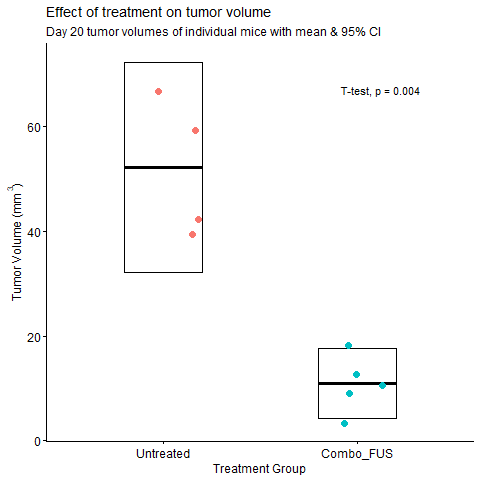 Effect of treatment on tumor volume
Day 20 tumor volumes of individual mice with mean & 95% CI
T-test, p = 0.004
Tumor Volume (mm³)
60
40
20
0
Untreated
Combo_FUS
Treatment Group